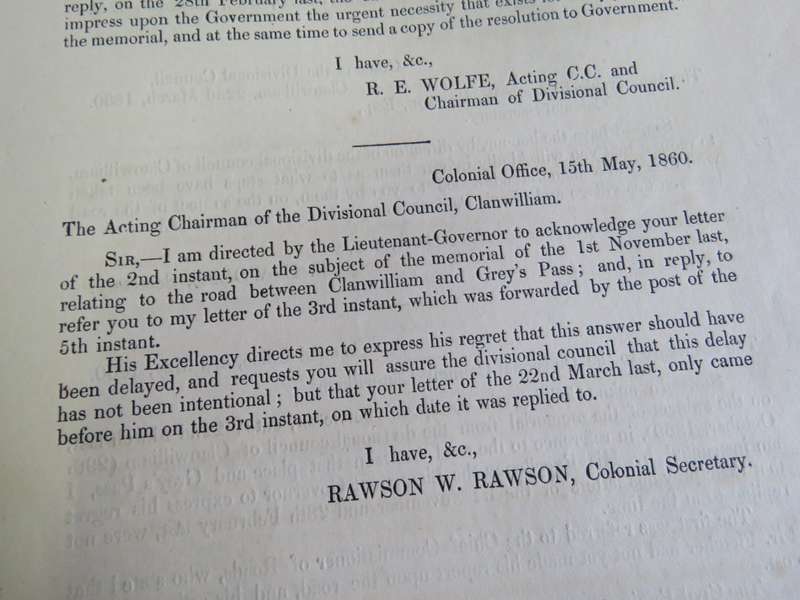 reply, on the 28th February last, the
impress upon the Government the urgent necessity that exists
the memorial, and at the same time to send a copy of the resolution to Government."
I have, &c.,
R. E. WOLFE, Acting C.C. and
Chairman of Divisional Council.
Colonial Office, 15th May, 1860.
The Acting Chairman of the Divisional Council, Clanwilliam.
SIR,—I am directed by the Lieutenant-Governor to acknowledge your letter
of the 2nd instant, on the subject of the memorial of the 1st November last,
relating to the road between Clanwilliam and Grey's Pass; and, in reply, to
refer you to my letter of the 3rd instant, which was forwarded by the post of the
5th instant.
His Excellency directs me to express his regret that this answer should have
been delayed, and requests you will assure the divisional council that this delay
has not been intentional; but that your letter of the 22nd March last, only came
before him on the 3rd instant, on which date it was replied to.
I have, &c.,
RAWSON W. RAWSON, Colonial Secretary.